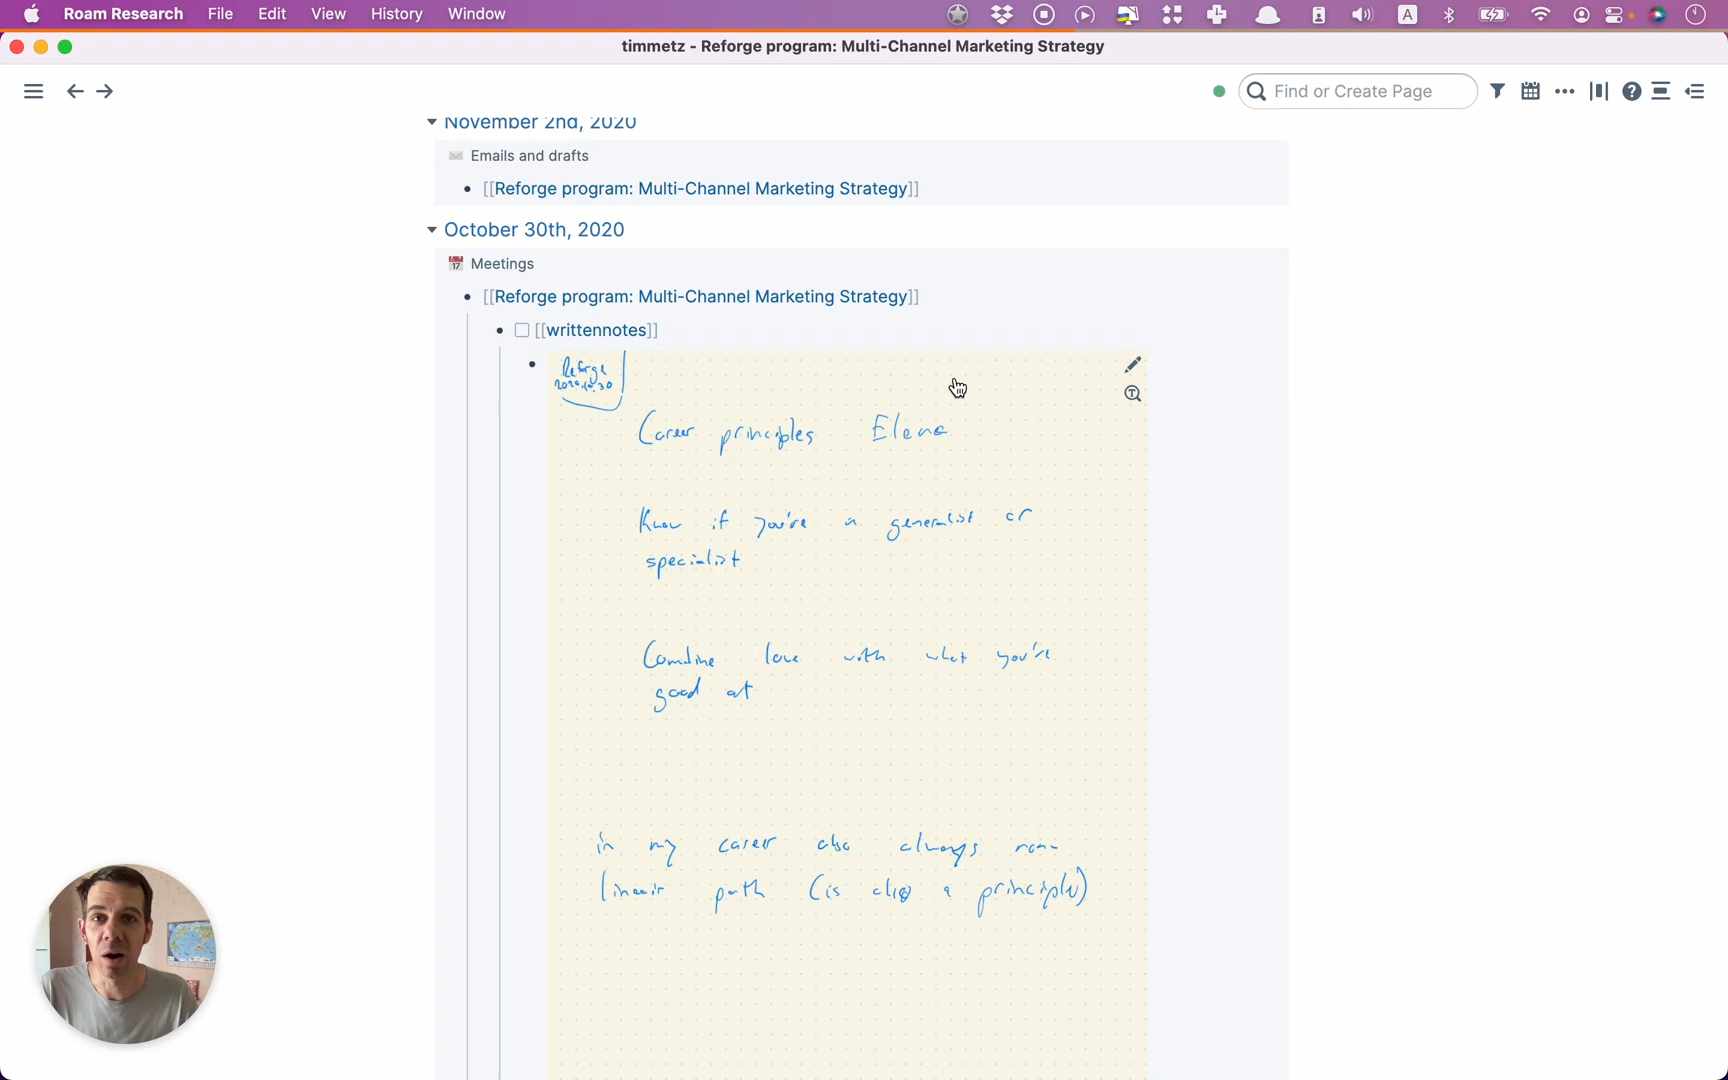 Roam Research File Edit View History Window
timmetz - Reforge program: Multi-Channel Marketing Strategy
Find or Create Page
November 2nd, 2020
Emails and drafts
[[Reforge program: Multi-Channel Marketing Strategy]]
October 30th, 2020
Meetings
[[Reforge program: Multi-Channel Marketing Strategy]]
[[writtennotes]]
Reforge
2020.10.30
Career principles Elena
Know if you're a generalist or
specialist
Combine love with what you're
good at
in my career also always non-
linear path (is also a principle)